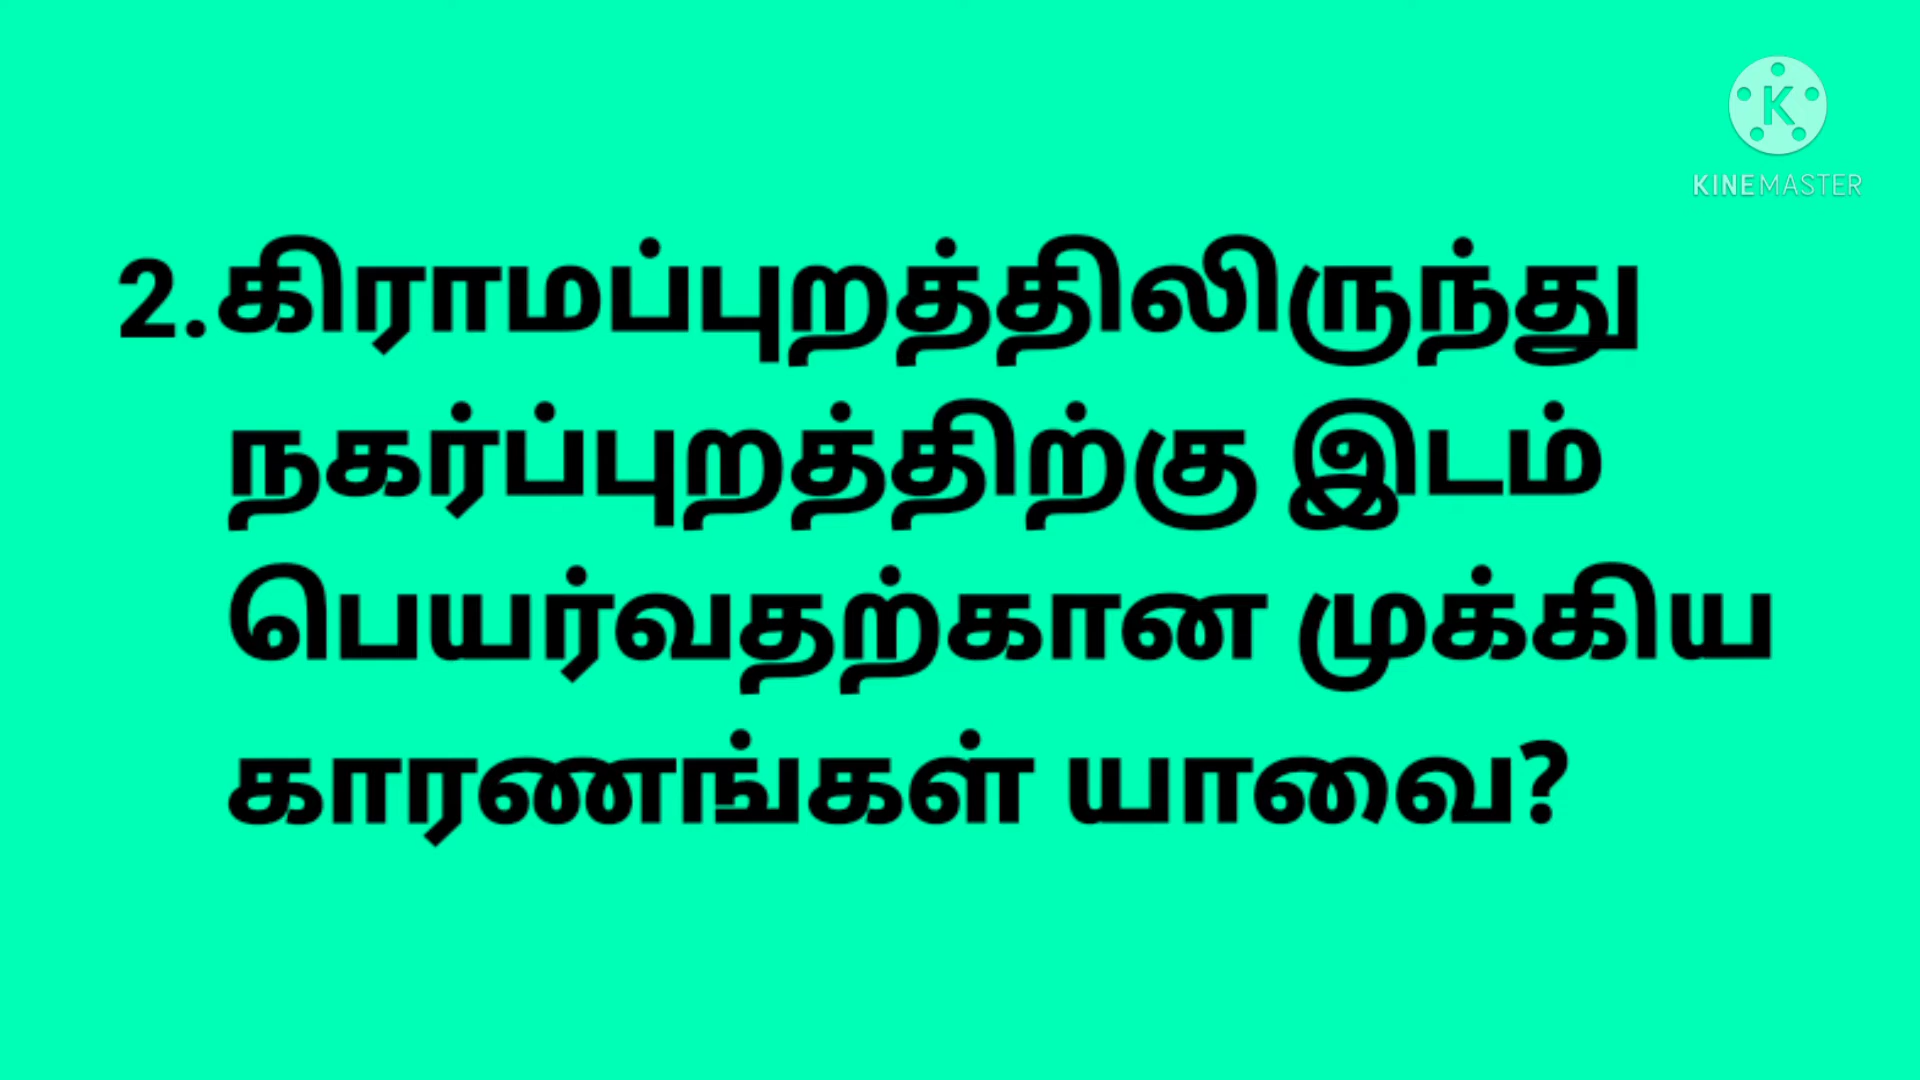 K
KINEMASTER
2.கிராமப்புறத்திலிருந்து
நகர்ப்புறத்திற்கு இடம்
பெயர்வதற்கான முக்கிய
காரணங்கள் யாவை?